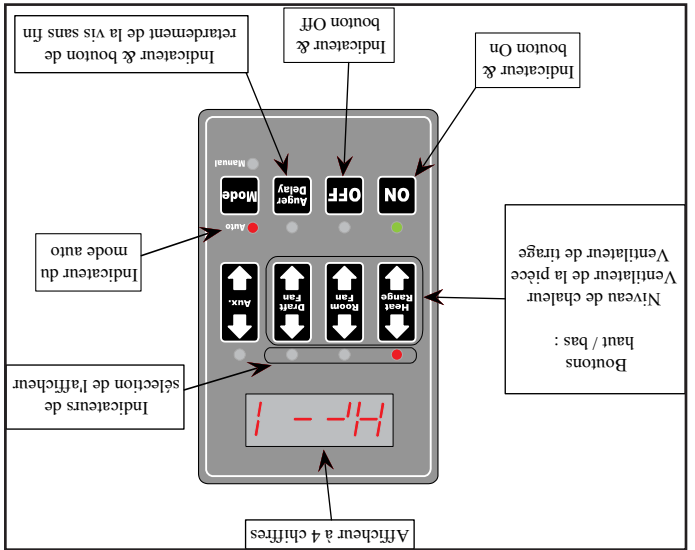 Afficheur à 4 chiffres
H - - 1
Indicateurs de
sélection de l'afficheur
Boutons
haut / bas :
Niveau de chaleur
Ventilateur de la pièce
Ventilateur de tirage
Heat
Range
Room
Fan
Draft
Fan
Aux.
Indicateur du
mode auto
Auto
ON
OFF
Auger
Delay
Mode
Manual
Indicateur &
bouton On
Indicateur &
bouton Off
Indicateur & bouton de
retardement de la vis sans fin